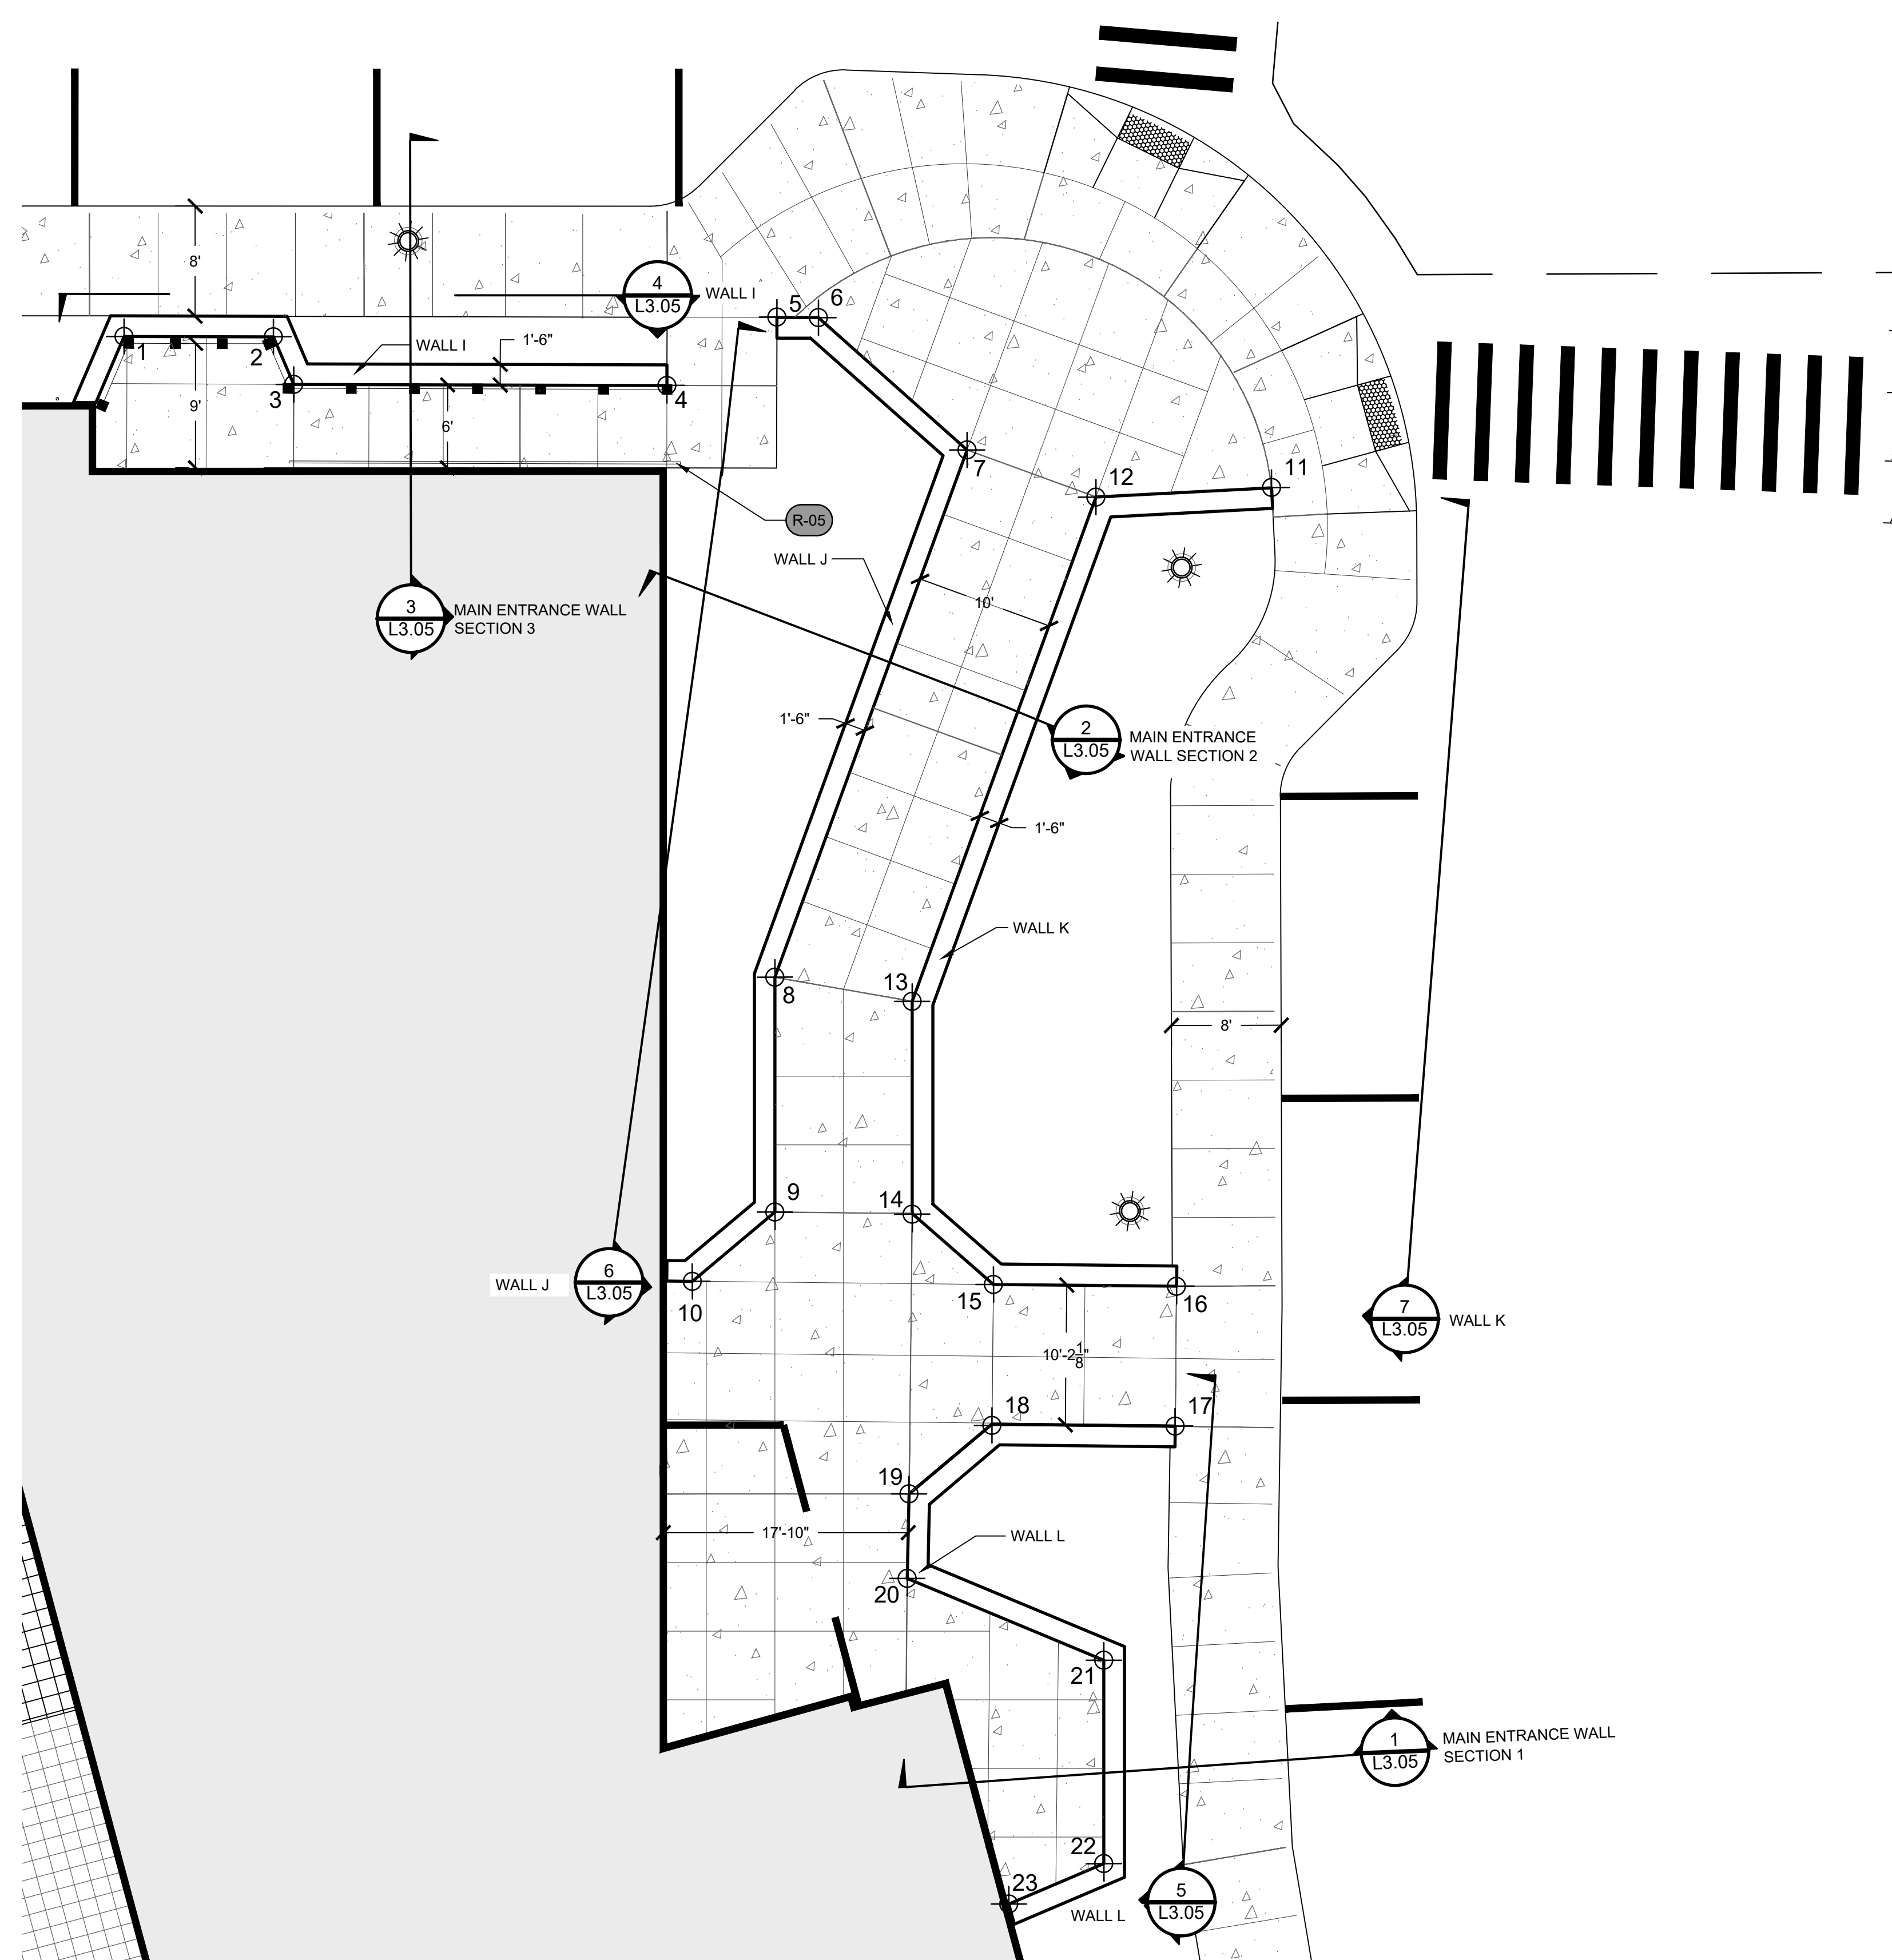 8'
4
L3.05
WALL I
5
6
1
2
WALL I
1'-6"
3
4
9'
6'
7
12
11
R-05
WALL J
10'
3
L3.05
MAIN ENTRANCE WALL
SECTION 3
1'-6"
2
L3.05
MAIN ENTRANCE
WALL SECTION 2
1'-6"
WALL K
8
13
8'
9
14
WALL J
6
L3.05
10
15
16
7
L3.05
WALL K
10'-2 1/8"
18
17
19
17'-10"
WALL L
20
21
1
L3.05
MAIN ENTRANCE WALL
SECTION 1
22
23
WALL L
5
L3.05